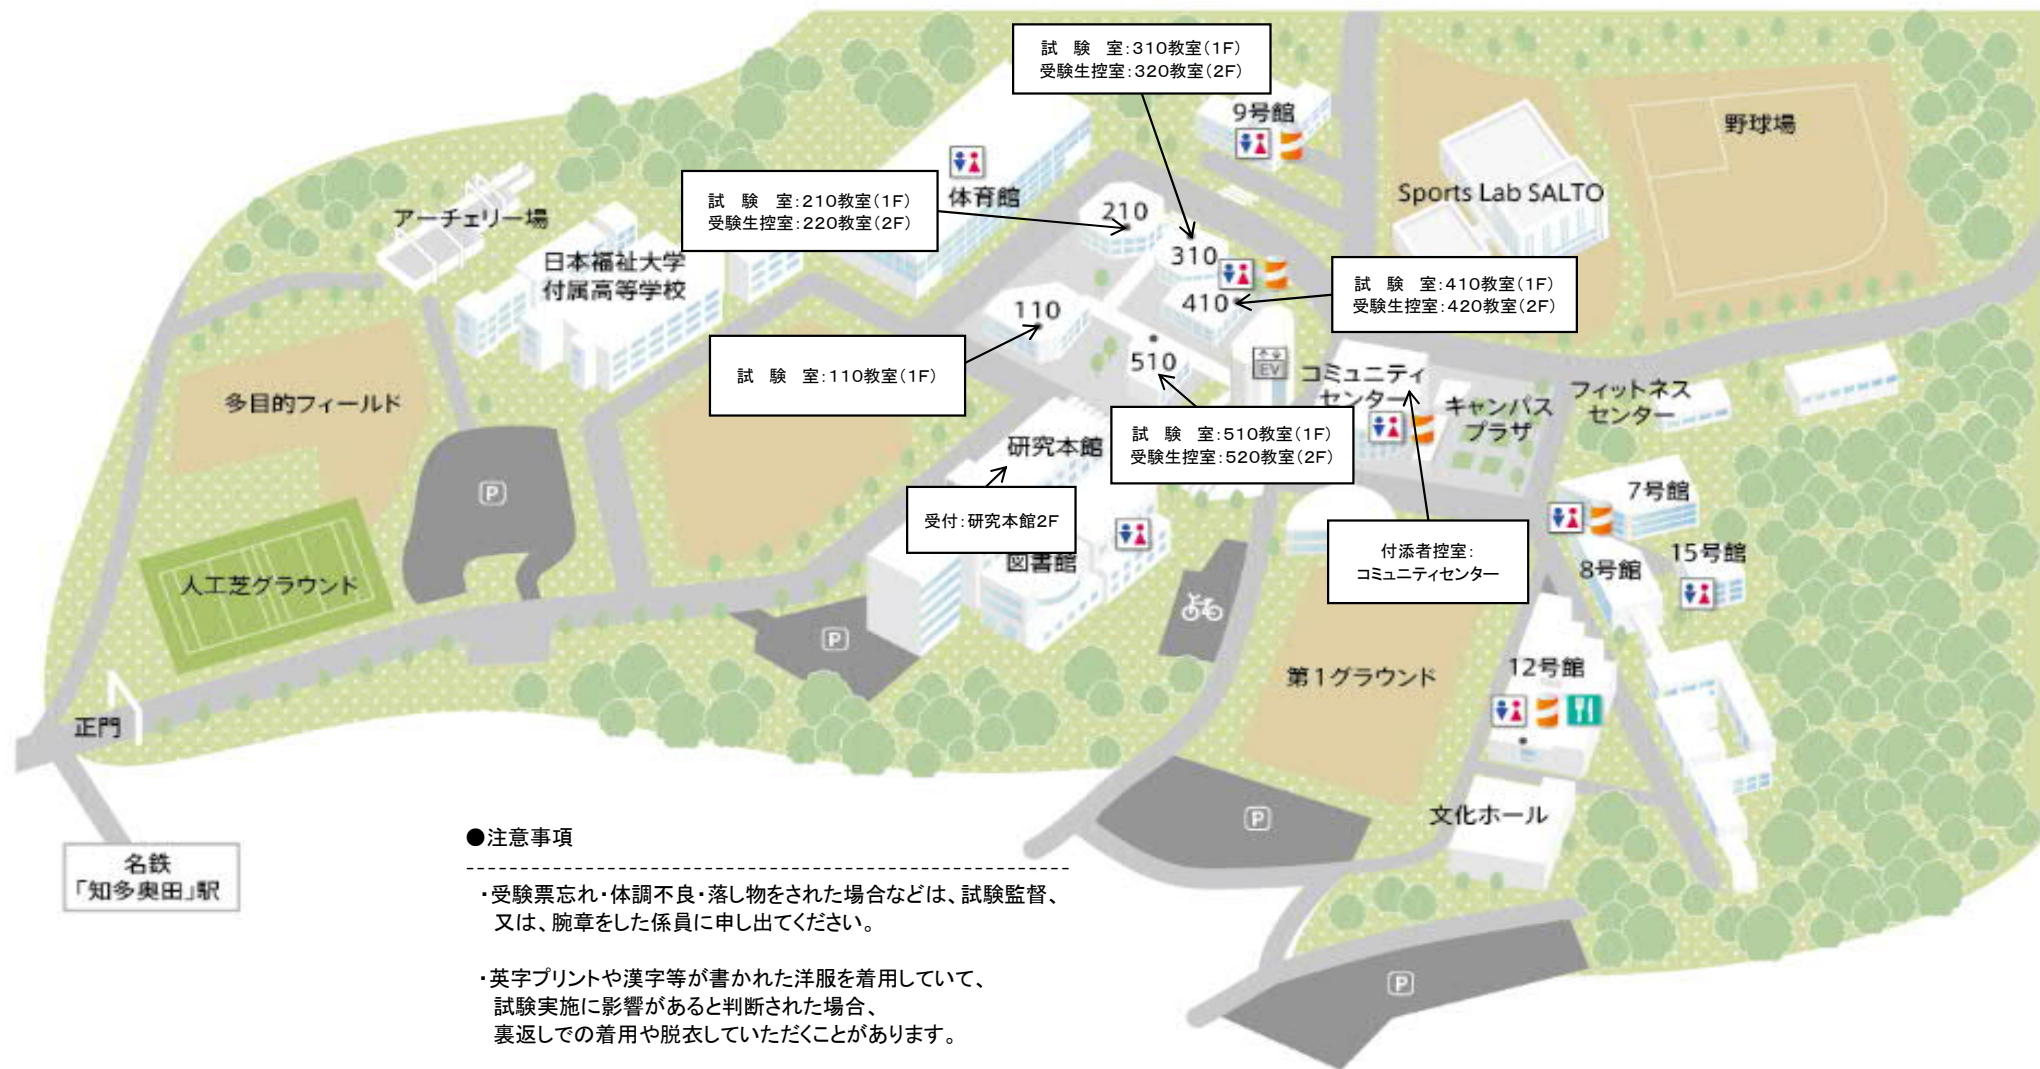 試　験　室：310教室（1F）
受験生控室：320教室（2F）
9号館
野球場
体育館
試　験　室：210教室（1F）
受験生控室：220教室（2F）
210
Sports Lab SALTO
アーチェリー場
日本福祉大学
付属高等学校
310
試　験　室：410教室（1F）
受験生控室：420教室（2F）
410
110
試　験　室：110教室（1F）
510
EV
コミュニティ
センター
キャンパス
プラザ
フィットネス
センター
多目的フィールド
試　験　室：510教室（1F）
受験生控室：520教室（2F）
研究本館
受付：研究本館2F
P
7号館
付添者控室：
コミュニティセンター
図書館
8号館
15号館
人工芝グラウンド
P
第1グラウンド
12号館
正門
P
文化ホール
名鉄
「知多奥田」駅
P
●注意事項
--------------------------------------------------------
・受験票忘れ・体調不良・落し物をされた場合などは、試験監督、
又は、腕章をした係員に申し出てください。
・英字プリントや漢字等が書かれた洋服を着用していて、
試験実施に影響があると判断された場合、
裏返しでの着用や脱衣していただくことがあります。